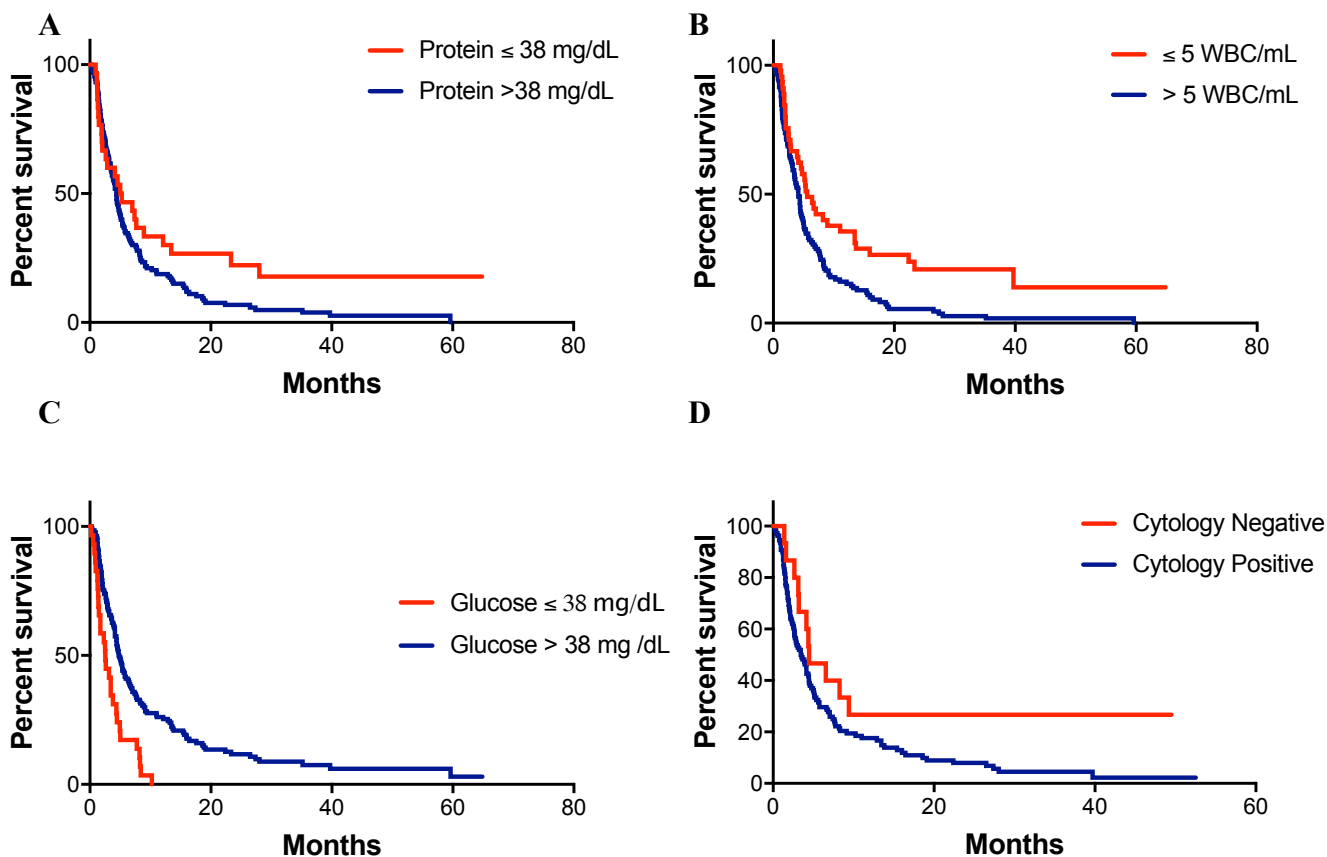 A
Protein ≤ 38 mg/dL
Protein >38 mg/dL
Percent survival
100
50
0
0 20 40 60 80
Months
B
≤ 5 WBC/mL
> 5 WBC/mL
Percent survival
100
50
0
0 20 40 60 80
Months
C
Glucose ≤ 38 mg/dL
Glucose > 38 mg /dL
Percent survival
100
50
0
0 20 40 60 80
Months
D
Cytology Negative
Cytology Positive
Percent survival
100
80
60
40
20
0
0 20 40 60
Months